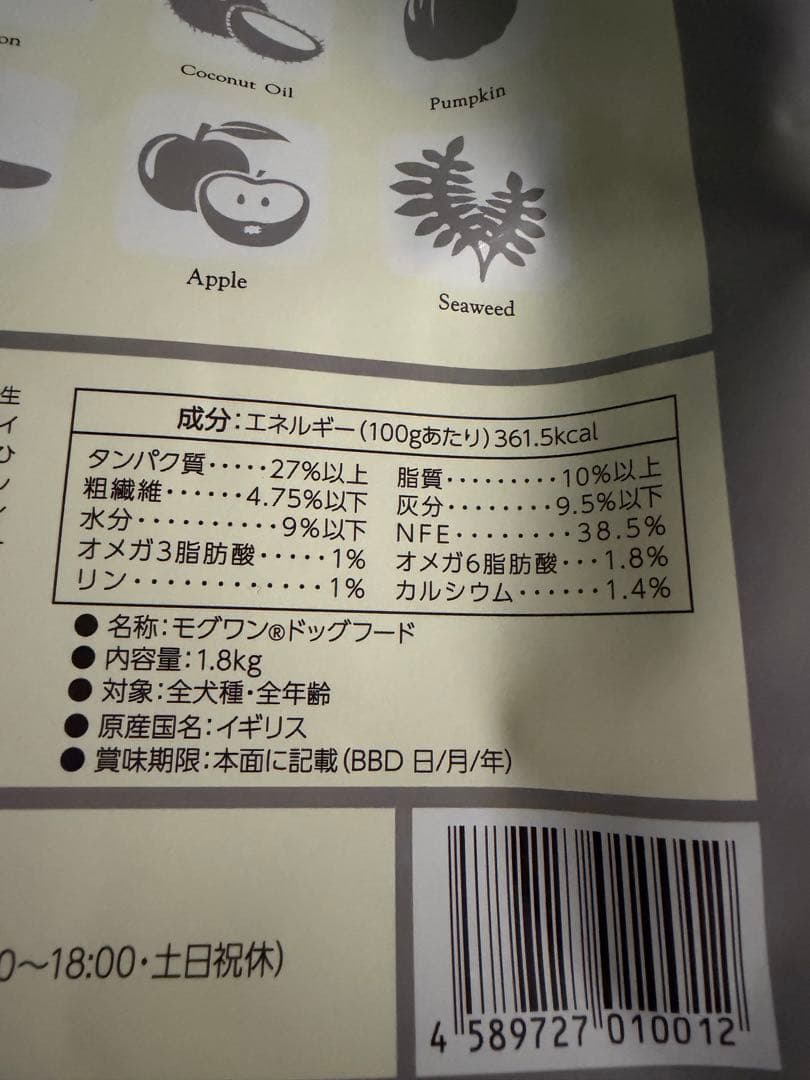 on
Coconut Oil
Pumpkin
Apple
Seaweed
生
イ
ひ
成分:エネルギー(100gあたり)361.5kcal
タンパク質・・・・・27%以上 脂質・・・・・・・・・10%以上
粗繊維・・・・・・4.75%以下 灰分・・・・・・・・9.5%以下
水分・・・・・・・・・・9%以下 NFE・・・・・・・・38.5%
オメガ3脂肪酸・・・・・1% オメガ6脂肪酸・・・1.8%
リン・・・・・・・・・・・・1% カルシウム・・・・・・1.4%
● 名称:モグワン®ドッグフード
● 内容量:1.8kg
● 対象:全犬種・全年齢
● 原産国名:イギリス
● 賞味期限:本面に記載(BBD 日/月/年)
0〜18:00・土日祝休)
4 589727 010012